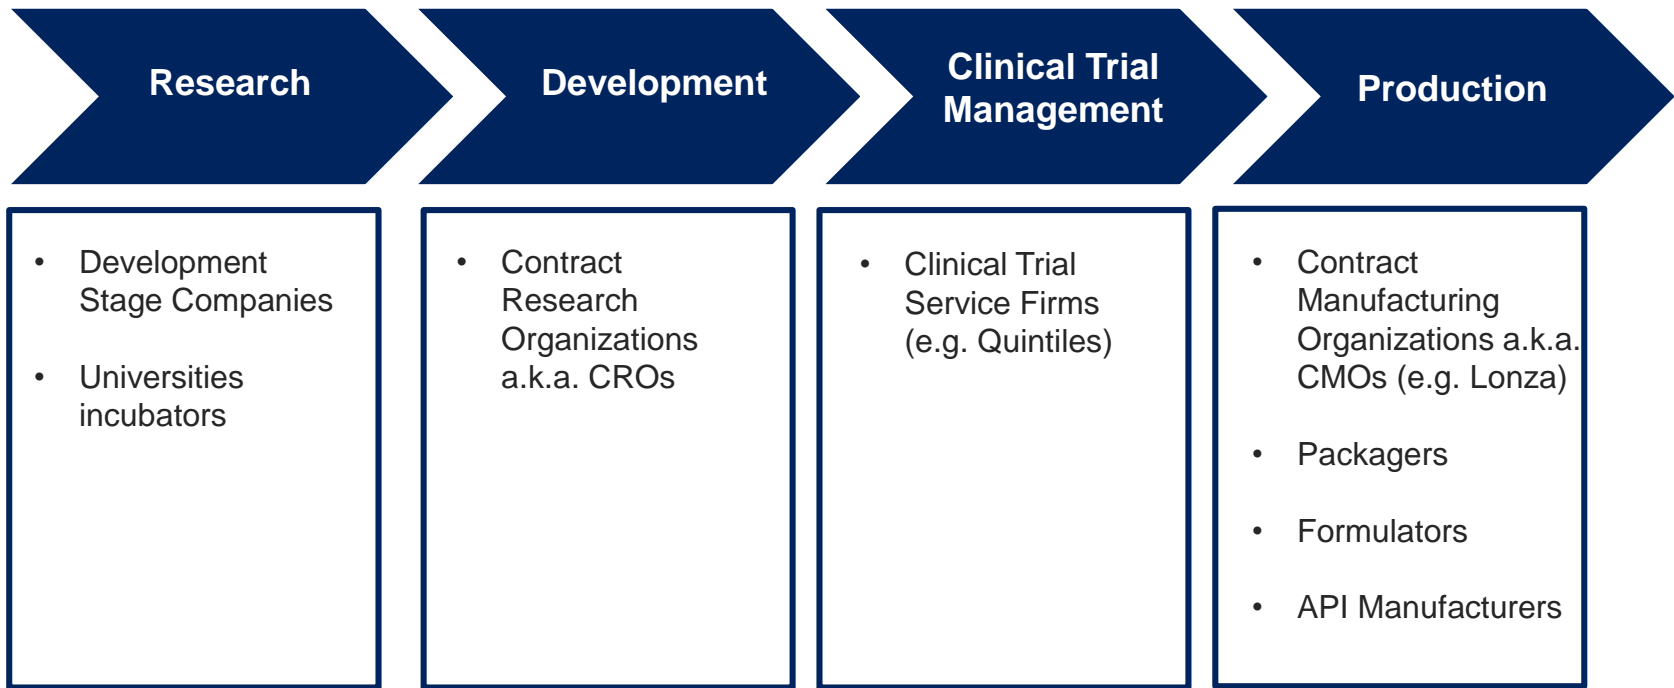 Research
Development
Clinical Trial
Management
Production
• Development
Stage Companies
• Universities
incubators
• Contract
Research
Organizations
a.k.a. CROs
• Clinical Trial
Service Firms
(e.g. Quintiles)
• Contract
Manufacturing
Organizations a.k.a.
CMOs (e.g. Lonza)
• Packagers
• Formulators
• API Manufacturers